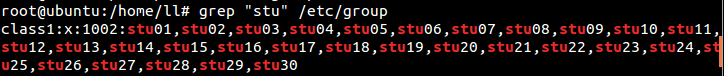 root@ubuntu:/home/ll# grep "stu" /etc/group
class1:x:1002:stu01,stu02,stu03,stu04,stu05,stu06,stu07,stu08,stu09,stu10,stu11,
stu12,stu13,stu14,stu15,stu16,stu17,stu18,stu19,stu20,stu21,stu22,stu23,stu24,st
u25,stu26,stu27,stu28,stu29,stu30